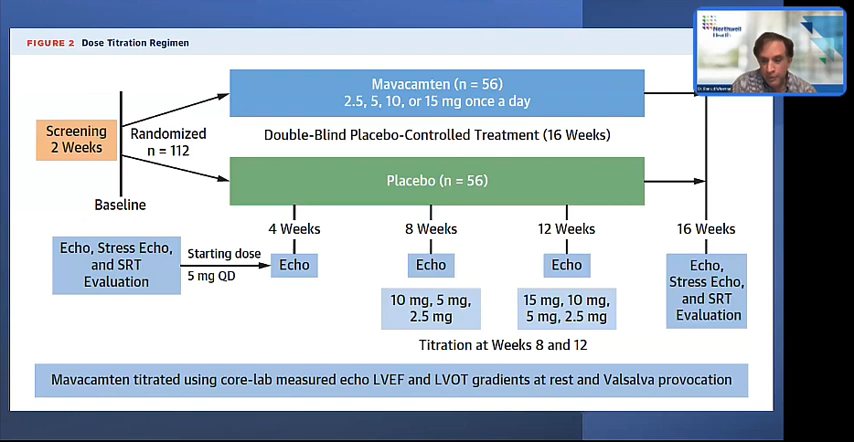 FIGURE 2 Dose Titration Regimen
Northwell
Health
Mavacamten (n = 56)
2.5, 5, 10, or 15 mg once a day
Screening
2 Weeks
Randomized
n = 112
Double-Blind Placebo-Controlled Treatment (16 Weeks)
Placebo (n = 56)
Baseline
4 Weeks
8 Weeks
12 Weeks
16 Weeks
Echo, Stress Echo,
and SRT
Evaluation
Starting dose
5 mg QD
Echo
Echo
Echo
Echo,
Stress Echo,
and SRT
Evaluation
10 mg, 5 mg,
2.5 mg
15 mg, 10 mg,
5 mg, 2.5 mg
Titration at Weeks 8 and 12
Mavacamten titrated using core-lab measured echo LVEF and LVOT gradients at rest and Valsalva provocation